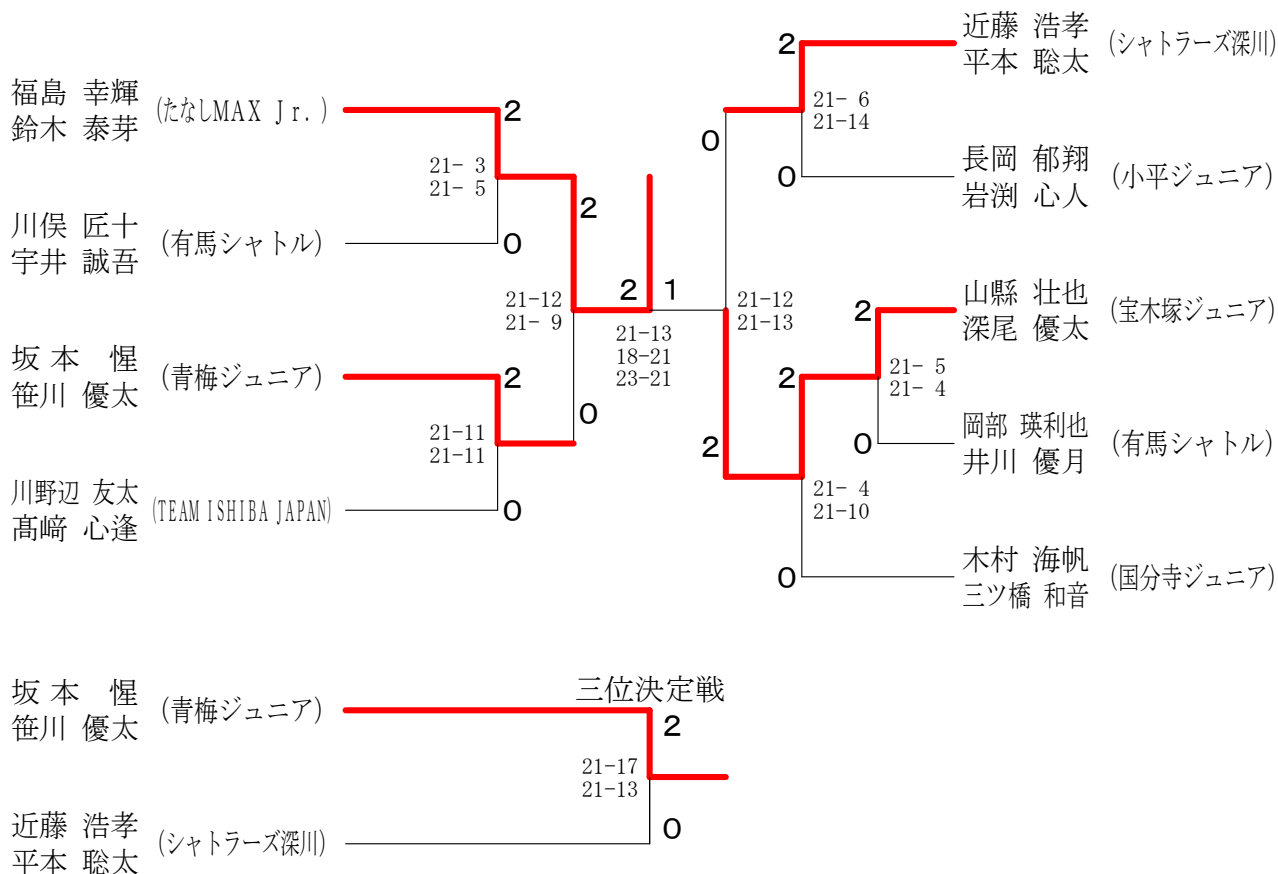 福島 幸輝
鈴木 泰芽
(たなしMAX Jr.)
2
21- 3
21- 5
川俣 匠十
宇井 誠吾
(有馬シャトル)
0
2
21-12
21- 9
坂本 惺
笹川 優太
(青梅ジュニア)
2
0
21-11
21-11
川野辺 友太
髙﨑 心逢
(TEAM ISHIBA JAPAN)
0
2
1
21-13
18-21
23-21
近藤 浩孝
平本 聡太
(シャトラーズ深川)
2
21- 6
21-14
0
長岡 郁翔
岩渕 心人
(小平ジュニア)
0
21-12
21-13
山縣 壮也
深尾 優太
(宝木塚ジュニア)
2
21- 5
21- 4
2
岡部 瑛利也
井川 優月
(有馬シャトル)
0
2
21- 4
21-10
木村 海帆
三ツ橋 和音
(国分寺ジュニア)
0
三位決定戦
坂本 惺
笹川 優太
(青梅ジュニア)
2
21-17
21-13
近藤 浩孝
平本 聡太
(シャトラーズ深川)
0